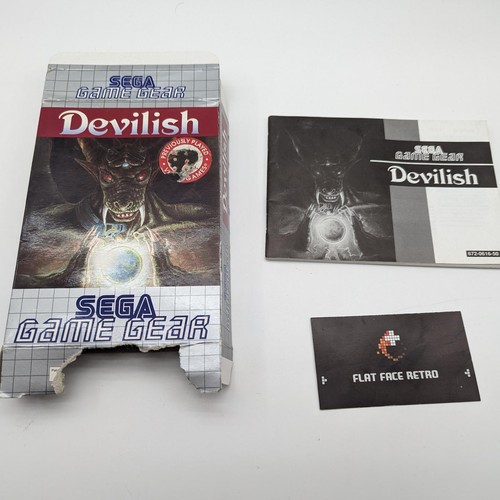 SEGA
GAME GEAR
Devilish
PREVIOUSLY PLAYED
GAMES
SEGA
GAME GEAR
SEGA
GAME GEAR
Devilish
672-0616-50
FLAT FACE RETRO